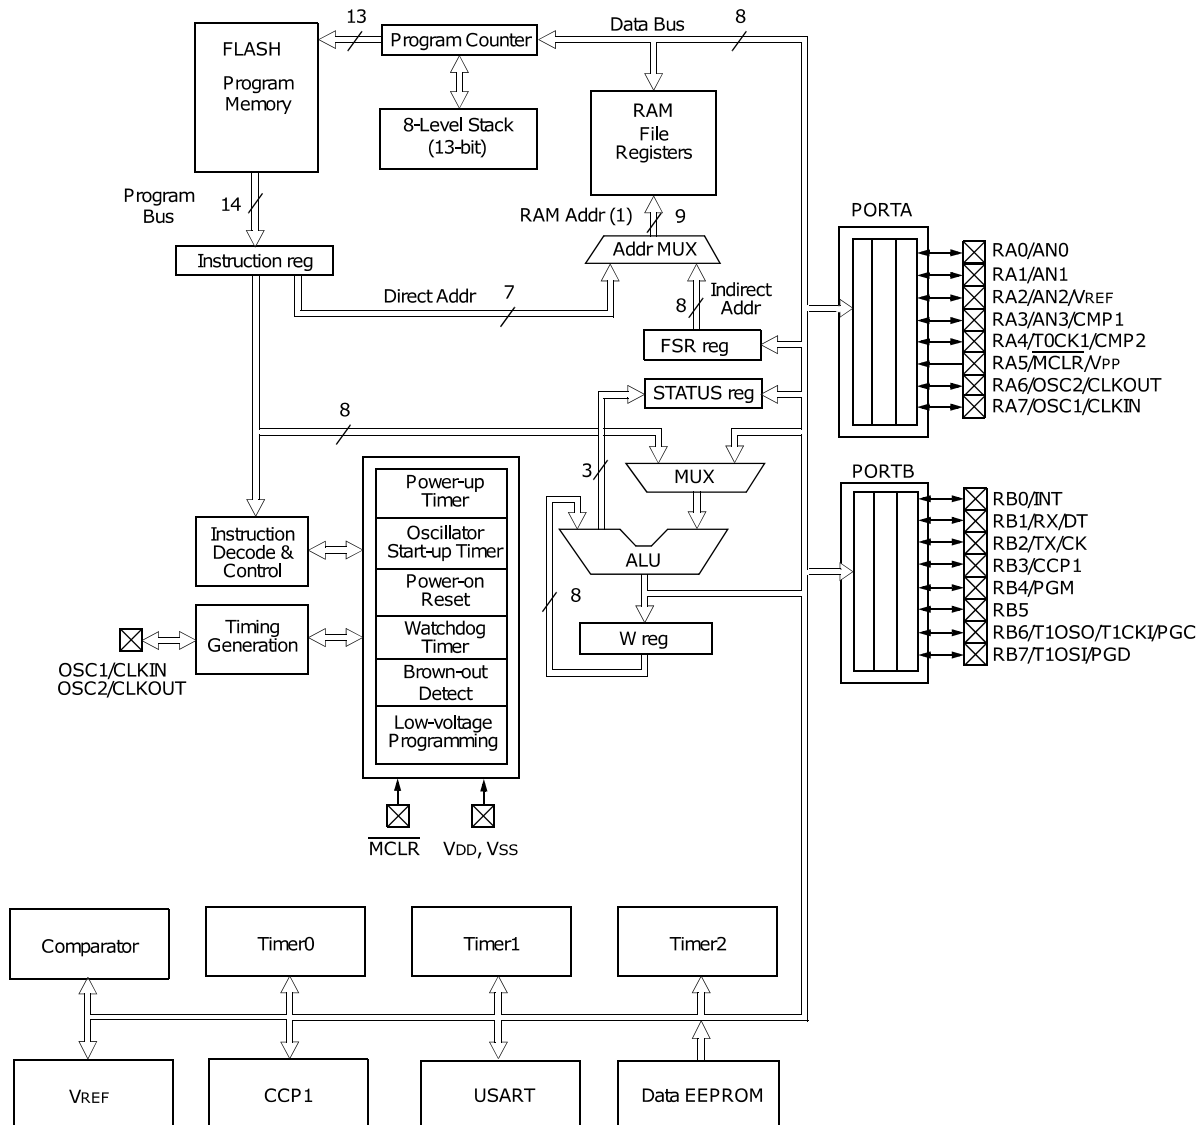 13
Program Counter
Data Bus
8
FLASH
Program
Memory
8-Level Stack
(13-bit)
RAM
File
Registers
Program
Bus
14
RAM Addr (1)
9
Addr MUX
Instruction reg
Direct Addr
7
8
Indirect
Addr
FSR reg
STATUS reg
8
3
MUX
ALU
8
W reg
Instruction
Decode &
Control
Timing
Generation
OSC1/CLKIN
OSC2/CLKOUT
Power-up
Timer
Oscillator
Start-up Timer
Power-on
Reset
Watchdog
Timer
Brown-out
Detect
Low-voltage
Programming
MCLR
VDD, VSS
PORTA
RA0/AN0
RA1/AN1
RA2/AN2/VREF
RA3/AN3/CMP1
RA4/T0CK1/CMP2
RA5/MCLR/VPP
RA6/OSC2/CLKOUT
RA7/OSC1/CLKIN
PORTB
RB0/INT
RB1/RX/DT
RB2/TX/CK
RB3/CCP1
RB4/PGM
RB5
RB6/T1OSO/T1CKI/PGC
RB7/T1OSI/PGD
Comparator
Timer0
Timer1
Timer2
VREF
CCP1
USART
Data EEPROM